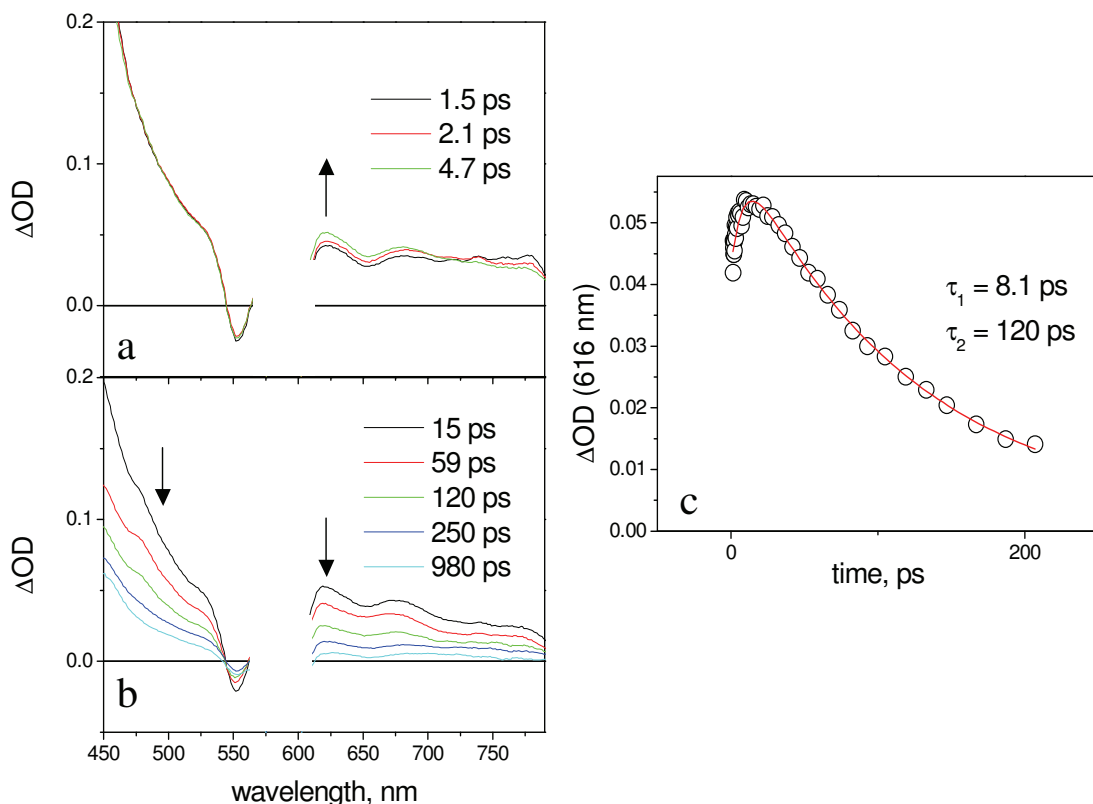 0.2
0.1
0.0
ΔOD
1.5 ps
2.1 ps
4.7 ps
a
0.2
0.1
0.0
ΔOD
15 ps
59 ps
120 ps
250 ps
980 ps
b
450 500 550 600 650 700 750
wavelength, nm
0.05
0.04
0.03
0.02
0.01
0.00
ΔOD (616 nm)
τ1 = 8.1 ps
τ2 = 120 ps
c
0 200
time, ps